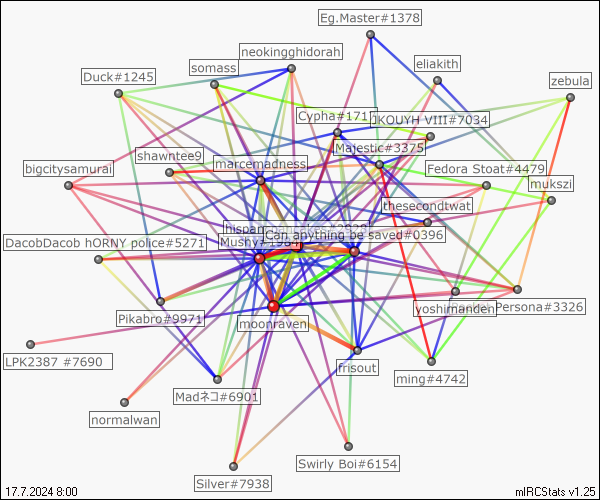 Eg.Master#1378
neokingghidorah
eliakith
somass
Duck#1245
zebula
Cypha#171
JKOUYH VIII#7034
Majestic#3375
shawntee9
marcemadness
Fedora Stoat#4479
bigcitysamurai
mukszi
thesecondtwat
Can anything be saved#0396
DacobDacob hORNY police#5271
Pikabro#9971
yoshimanden
Persona#3326
moonraven
LPK2387 #7690
frisout
ming#4742
Madネコ#6901
normalwan
Swirly Boi#6154
Silver#7938
17.7.2024 8:00
mIRCStats v1.25